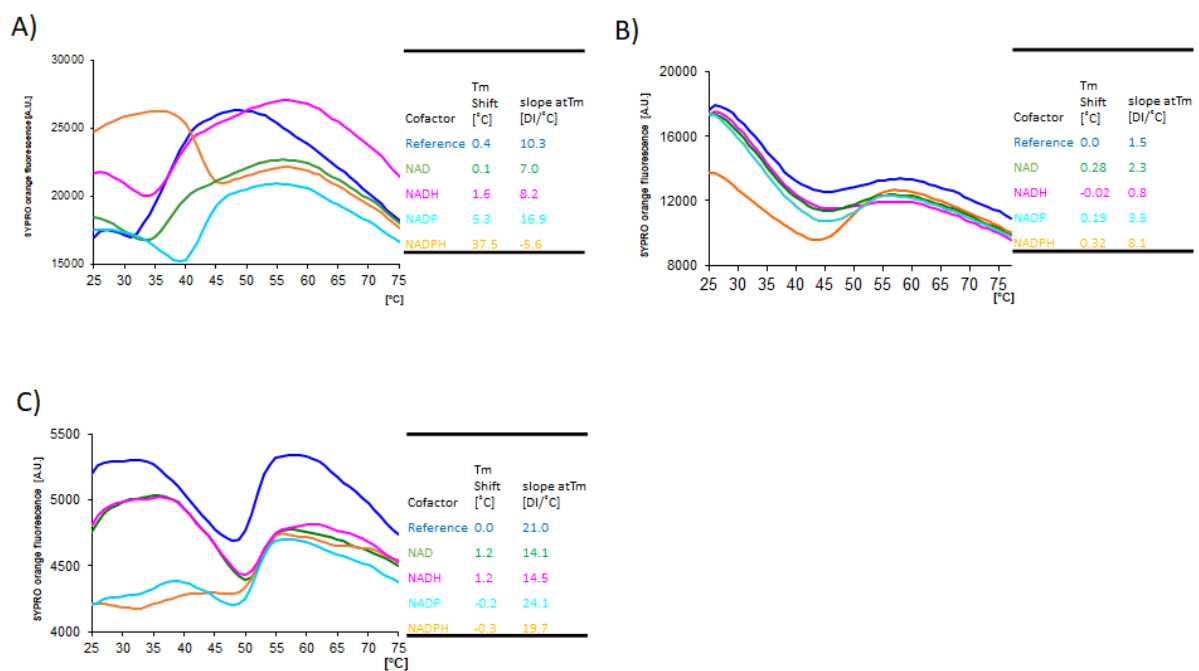 A)
SYPRO orange fluorescence[A.U.]
30000
25000
20000
15000
25 30 35 40 45 50 55 60 65 70 75
[°C]
Tm
Shift slope atTm
Cofactor [°C] [DI/°C]
Reference 0.4 10.3
NAD 0.1 7.0
NADH 1.6 8.2
NADP 5.3 16.9
NADPH 37.5 -5.6
B)
SYPRO orange fluorescence [A.U.]
20000
16000
12000
8000
25 30 35 40 45 50 55 60 65 70 75
[°C]
Tm
Shift slope atTm
Cofactor [°C] [DI/°C]
Reference 0.0 1.5
NAD 0.28 2.3
NADH -0.02 0.8
NADP 0.19 3.5
NADPH 0.32 8.1
C)
SYPRO orange fluorescence [A.U.]
5500
5000
4500
4000
25 30 35 40 45 50 55 60 65 70 75
[°C]
Tm
Shift slope atTm
Cofactor [°C] [DI/°C]
Reference 0.0 21.0
NAD 1.2 14.1
NADH 1.2 14.5
NADP -0.2 24.1
NADPH -0.3 19.7